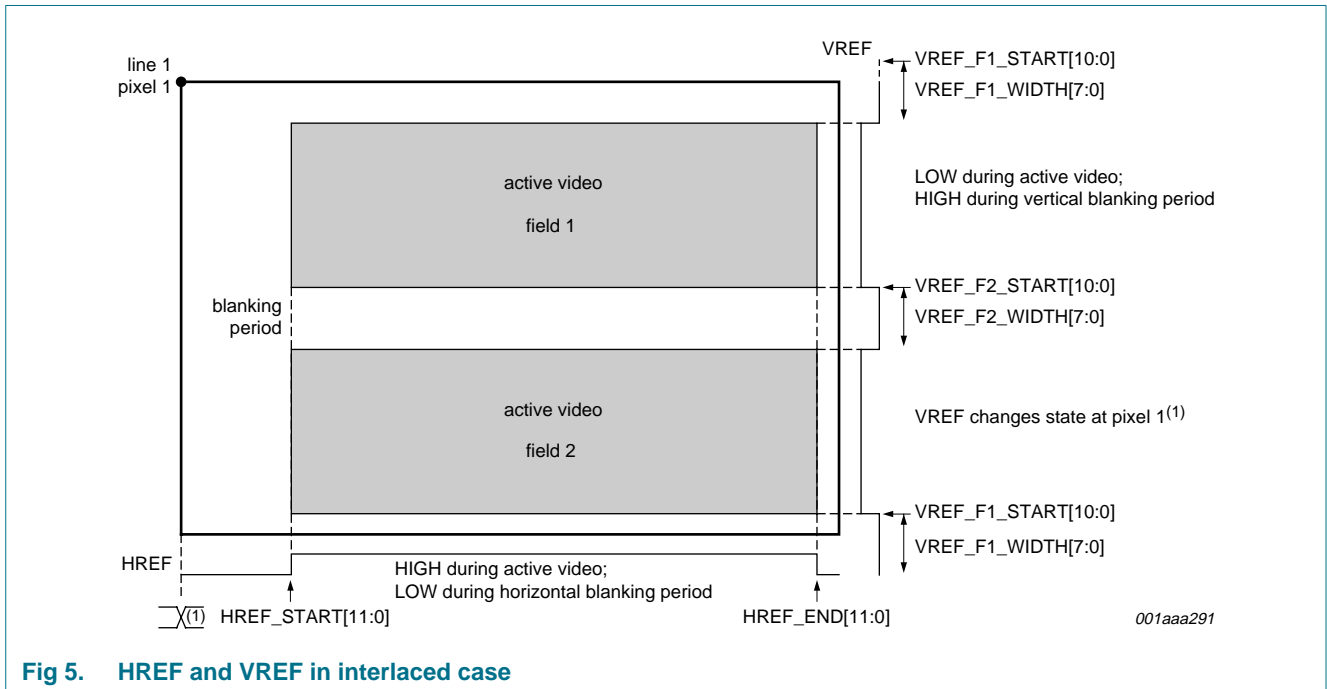 line 1
pixel 1
VREF
VREF_F1_START[10:0]
VREF_F1_WIDTH[7:0]
active video
field 1
LOW during active video;
HIGH during vertical blanking period
blanking
period
VREF_F2_START[10:0]
VREF_F2_WIDTH[7:0]
active video
field 2
VREF changes state at pixel 1(1)
VREF_F1_START[10:0]
VREF_F1_WIDTH[7:0]
HREF
HIGH during active video;
LOW during horizontal blanking period
(1) HREF_START[11:0]
HREF_END[11:0]
001aaa291
Fig 5. HREF and VREF in interlaced case